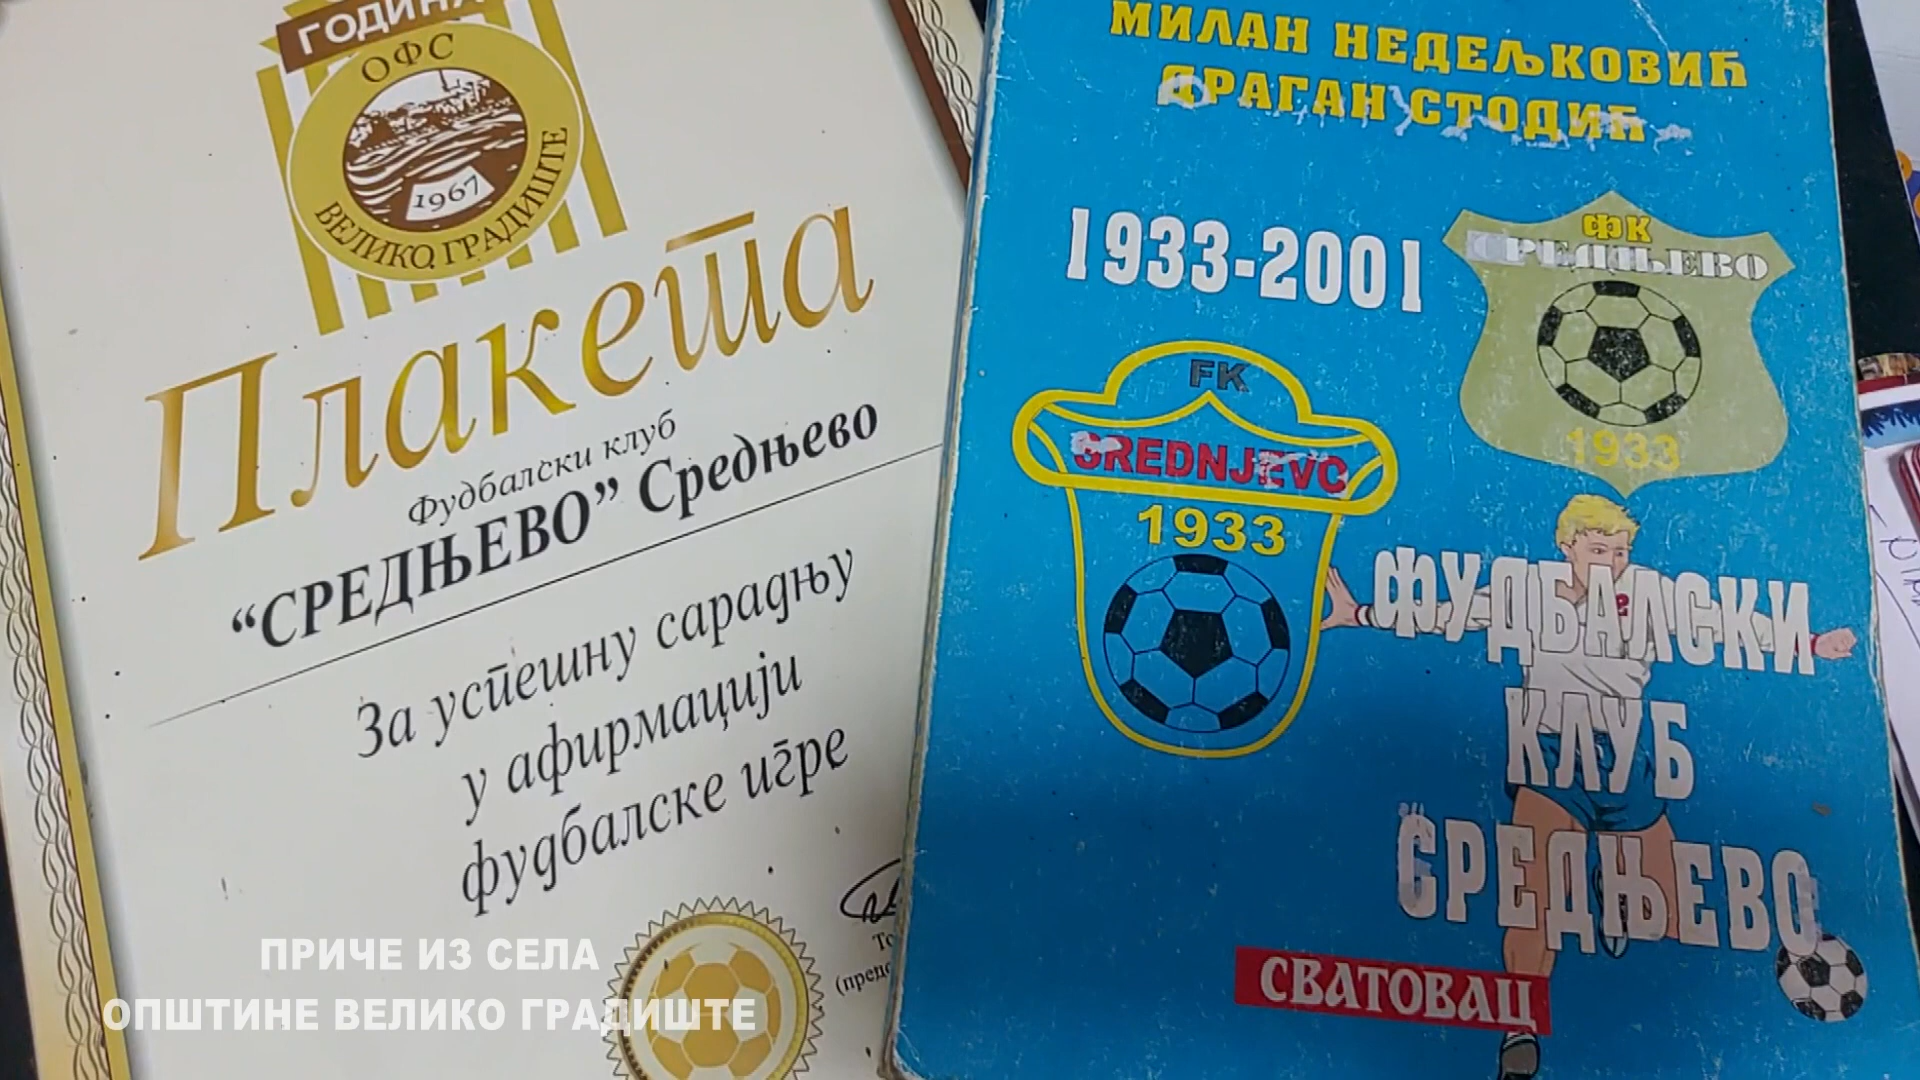 ГОДИНА
ОФС
1967
ВЕЛИКО ГРАДИШТЕ
Плакета
Фудбалски клуб
“СРЕДЊЕВО” Средњево
За успешну сарадњу
у афирмацији
фудбалске игре
МИЛАН НЕДЕЉКОВИЋ
ДРАГАН СТОДИЋ
1933-2001
ФК
СРЕДЊЕВО
1933
FK
SREDNJEVO
1933
ФУДБАЛСКИ
КЛУБ
СРЕДЊЕВО
СВАТОВАЦ
ПРИЧЕ ИЗ СЕЛА
ОПШТИНЕ ВЕЛИКО ГРАДИШТЕ